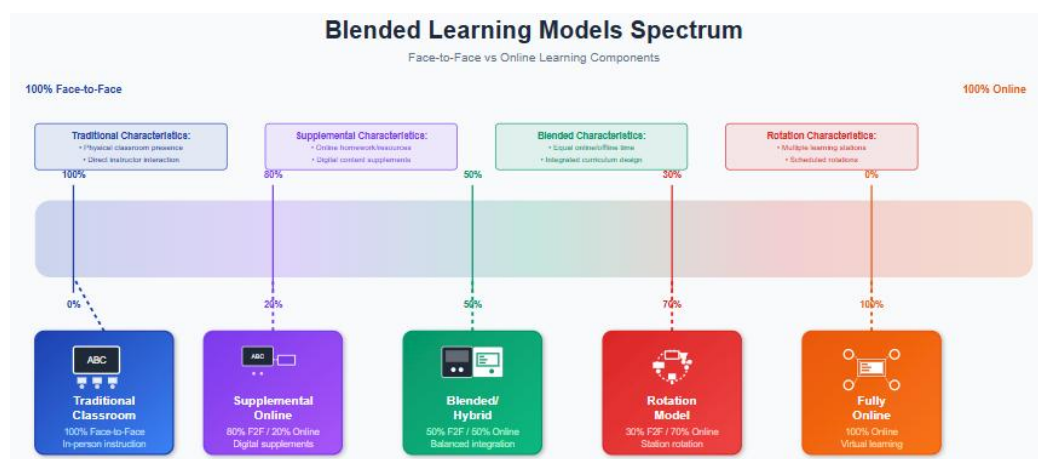 Blended Learning Models Spectrum
Face-to-Face vs Online Learning Components
100% Face-to-Face
100% Online
Traditional Characteristics:
• Physical classroom presence
• Direct instructor interaction
Supplemental Characteristics:
• Online homework/resources
• Digital content supplements
Blended Characteristics:
• Equal online/offline time
• Integrated curriculum design
Rotation Characteristics:
• Multiple learning stations
• Scheduled rotations
100%
80%
50%
30%
0%
0%
20%
50%
70%
100%
ABC
Traditional
Classroom
100% Face-to-Face
In-person instruction
ABC
Supplemental
Online
80% F2F / 20% Online
Digital supplements
Blended/
Hybrid
50% F2F / 50% Online
Balanced integration
Rotation
Model
30% F2F / 70% Online
Station rotation
Fully
Online
100% Online
Virtual learning